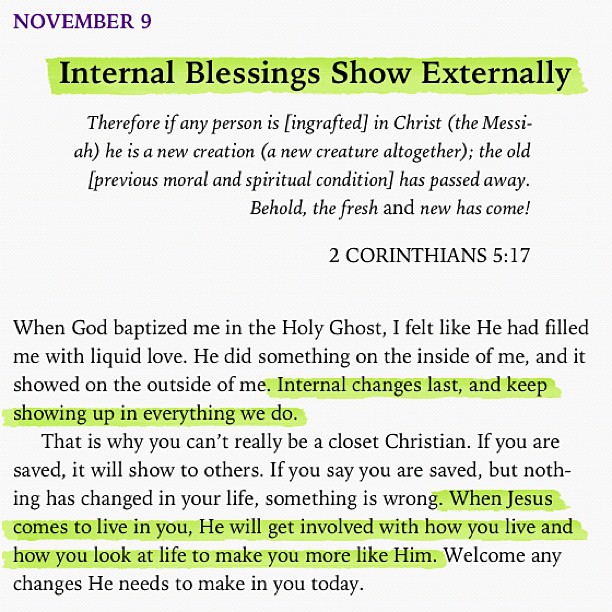 NOVEMBER 9
Internal Blessings Show Externally
Therefore if any person is [ingrafted] in Christ (the Messi-
ah) he is a new creation (a new creature altogether); the old
[previous moral and spiritual condition] has passed away.
Behold, the fresh and new has come!
2 CORINTHIANS 5:17
When God baptized me in the Holy Ghost, I felt like He had filled
me with liquid love. He did something on the inside of me, and it
showed on the outside of me. Internal changes last, and keep
showing up in everything we do.
That is why you can’t really be a closet Christian. If you are
saved, it will show to others. If you say you are saved, but noth-
ing has changed in your life, something is wrong. When Jesus
comes to live in you, He will get involved with how you live and
how you look at life to make you more like Him. Welcome any
changes He needs to make in you today.